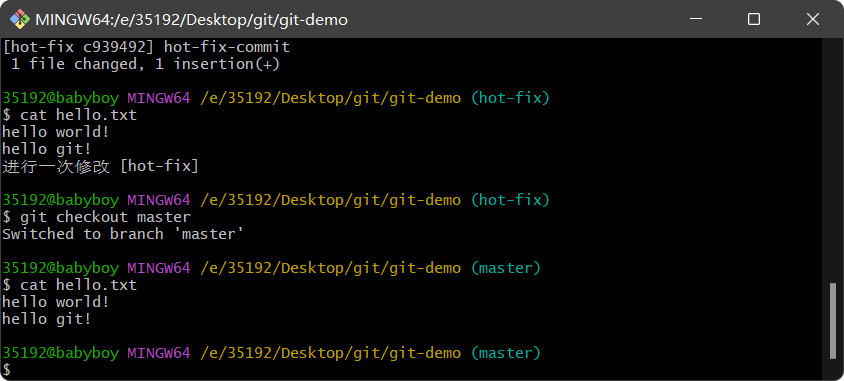 MINGW64:/e/35192/Desktop/git/git-demo
[hot-fix c939492] hot-fix-commit
 1 file changed, 1 insertion(+)
35192@babyboy MINGW64 /e/35192/Desktop/git/git-demo (hot-fix)
$ cat hello.txt
hello world!
hello git!
进行一次修改 [hot-fix]
35192@babyboy MINGW64 /e/35192/Desktop/git/git-demo (hot-fix)
$ git checkout master
Switched to branch 'master'
35192@babyboy MINGW64 /e/35192/Desktop/git/git-demo (master)
$ cat hello.txt
hello world!
hello git!
35192@babyboy MINGW64 /e/35192/Desktop/git/git-demo (master)
$